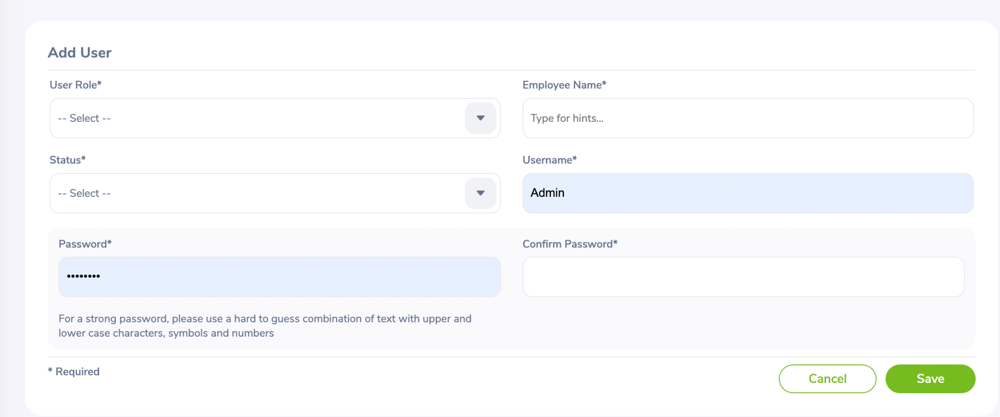 Add User
User Role*
Employee Name*
-- Select --
Type for hints...
Status*
Username*
-- Select --
Admin
Password*
Confirm Password*
••••••••
For a strong password, please use a hard to guess combination of text with upper and
lower case characters, symbols and numbers
* Required
Cancel
Save